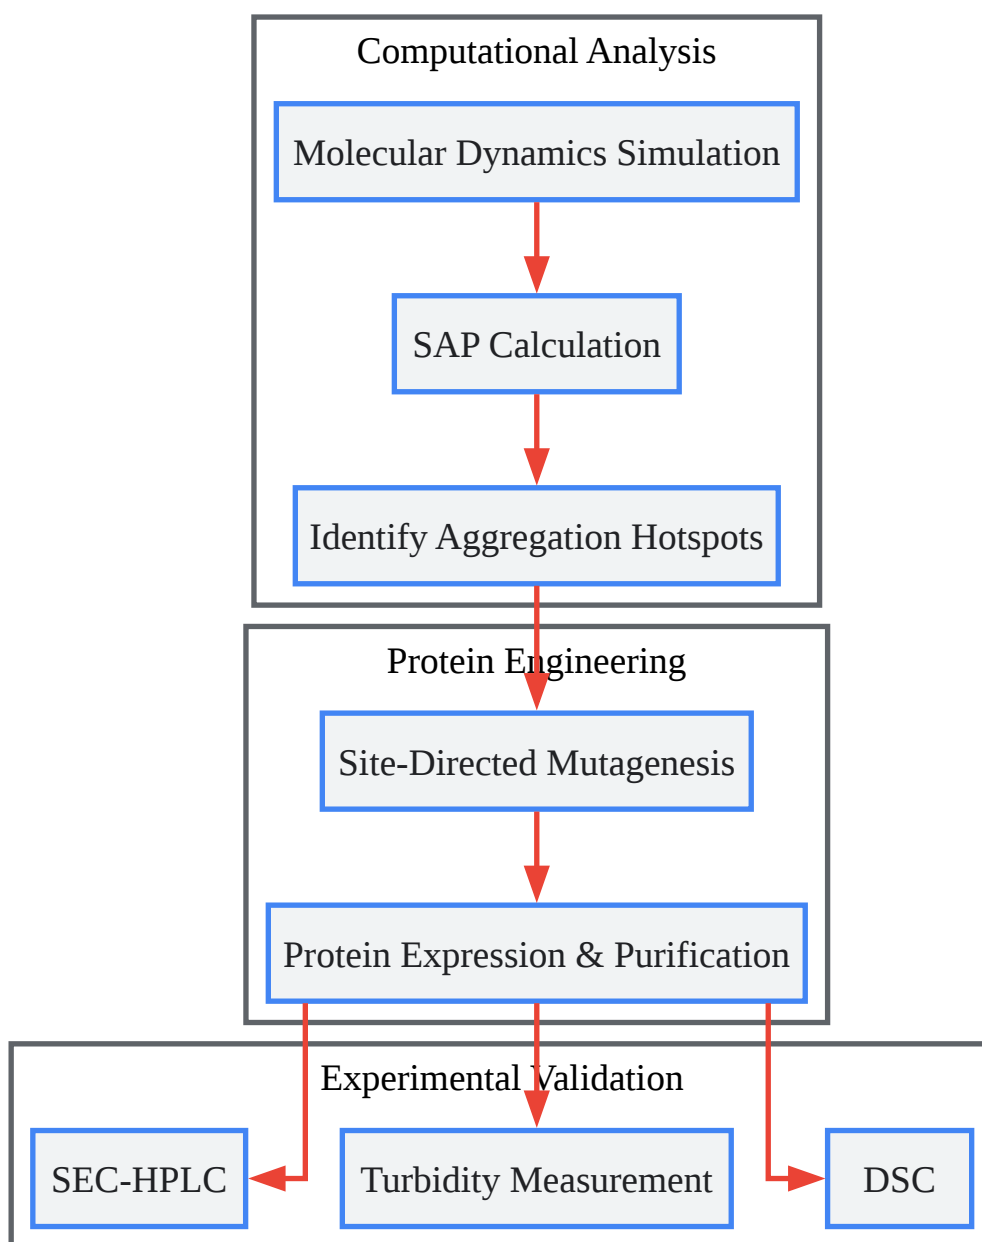 Computational Analysis
Molecular Dynamics Simulation
SAP Calculation
Identify Aggregation Hotspots
Protein Engineering
Site-Directed Mutagenesis
Protein Expression & Purification
Experimental Validation
SEC-HPLC
Turbidity Measurement
DSC